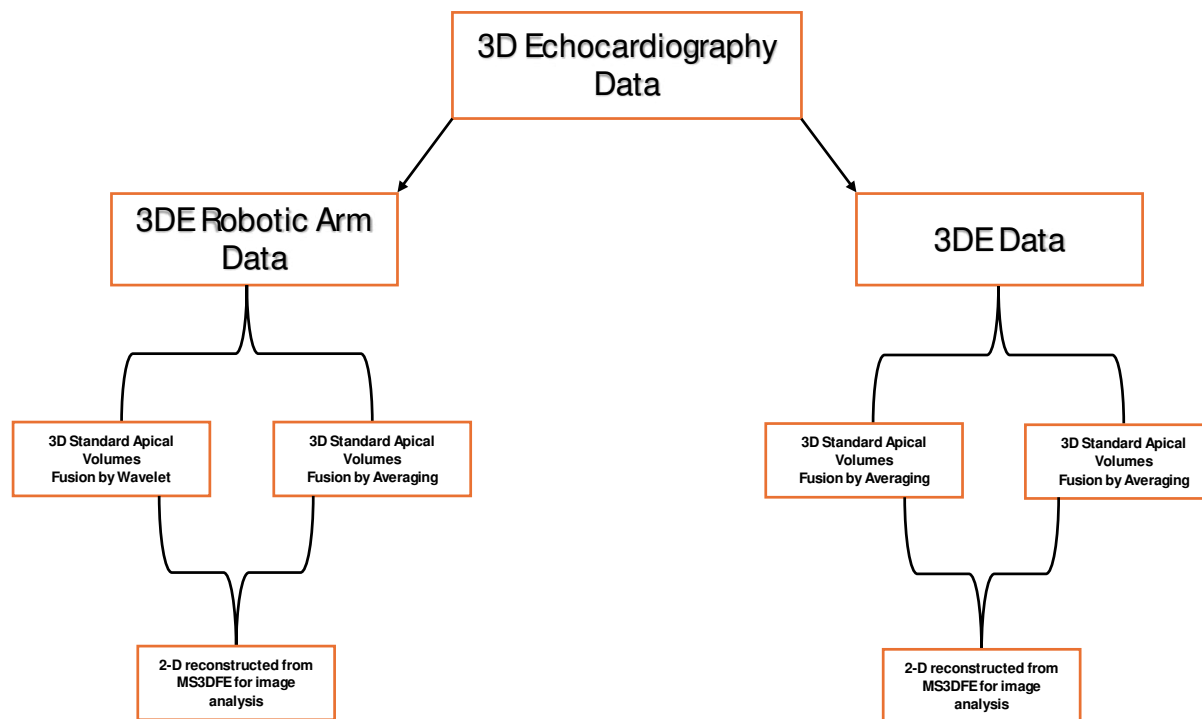 3D Echocardiography
Data
3DE Robotic Arm
Data
3DE Data
3D Standard Apical
Volumes
Fusion by Wavelet
3D Standard Apical
Volumes
Fusion by Averaging
3D Standard Apical
Volumes
Fusion by Averaging
3D Standard Apical
Volumes
Fusion by Averaging
2-D reconstructed from
MS3DFE for image
analysis
2-D reconstructed from
MS3DFE for image
analysis